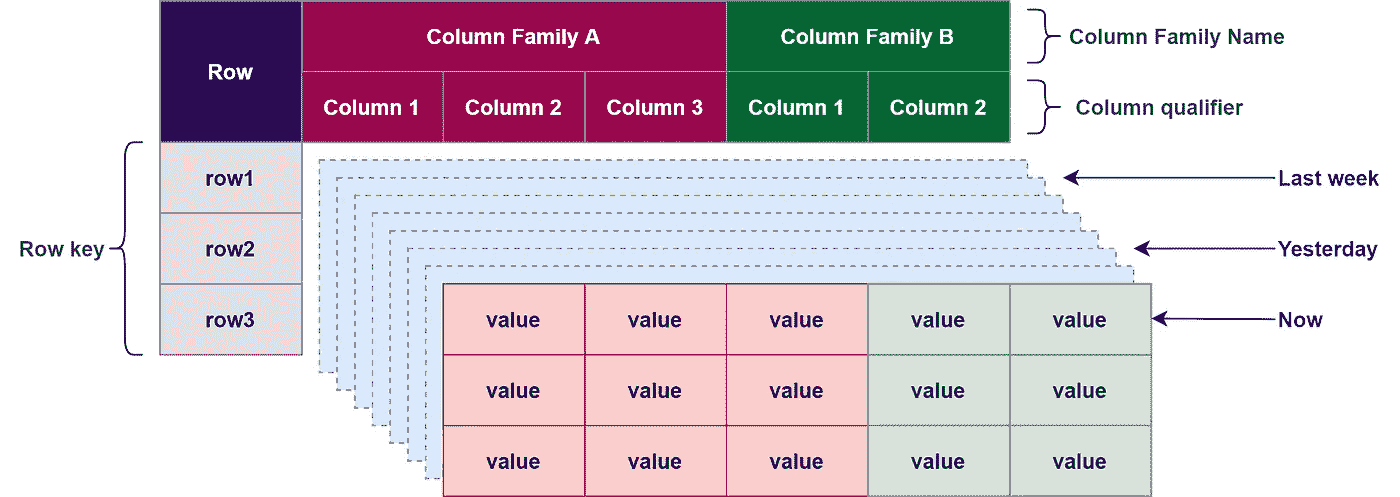 Row
Column Family A
Column Family B
Column Family Name
Column 1
Column 2
Column 3
Column 1
Column 2
Column qualifier
Row key
row1
row2
row3
Last week
Yesterday
Now
value value value value value
value value value value value
value value value value value